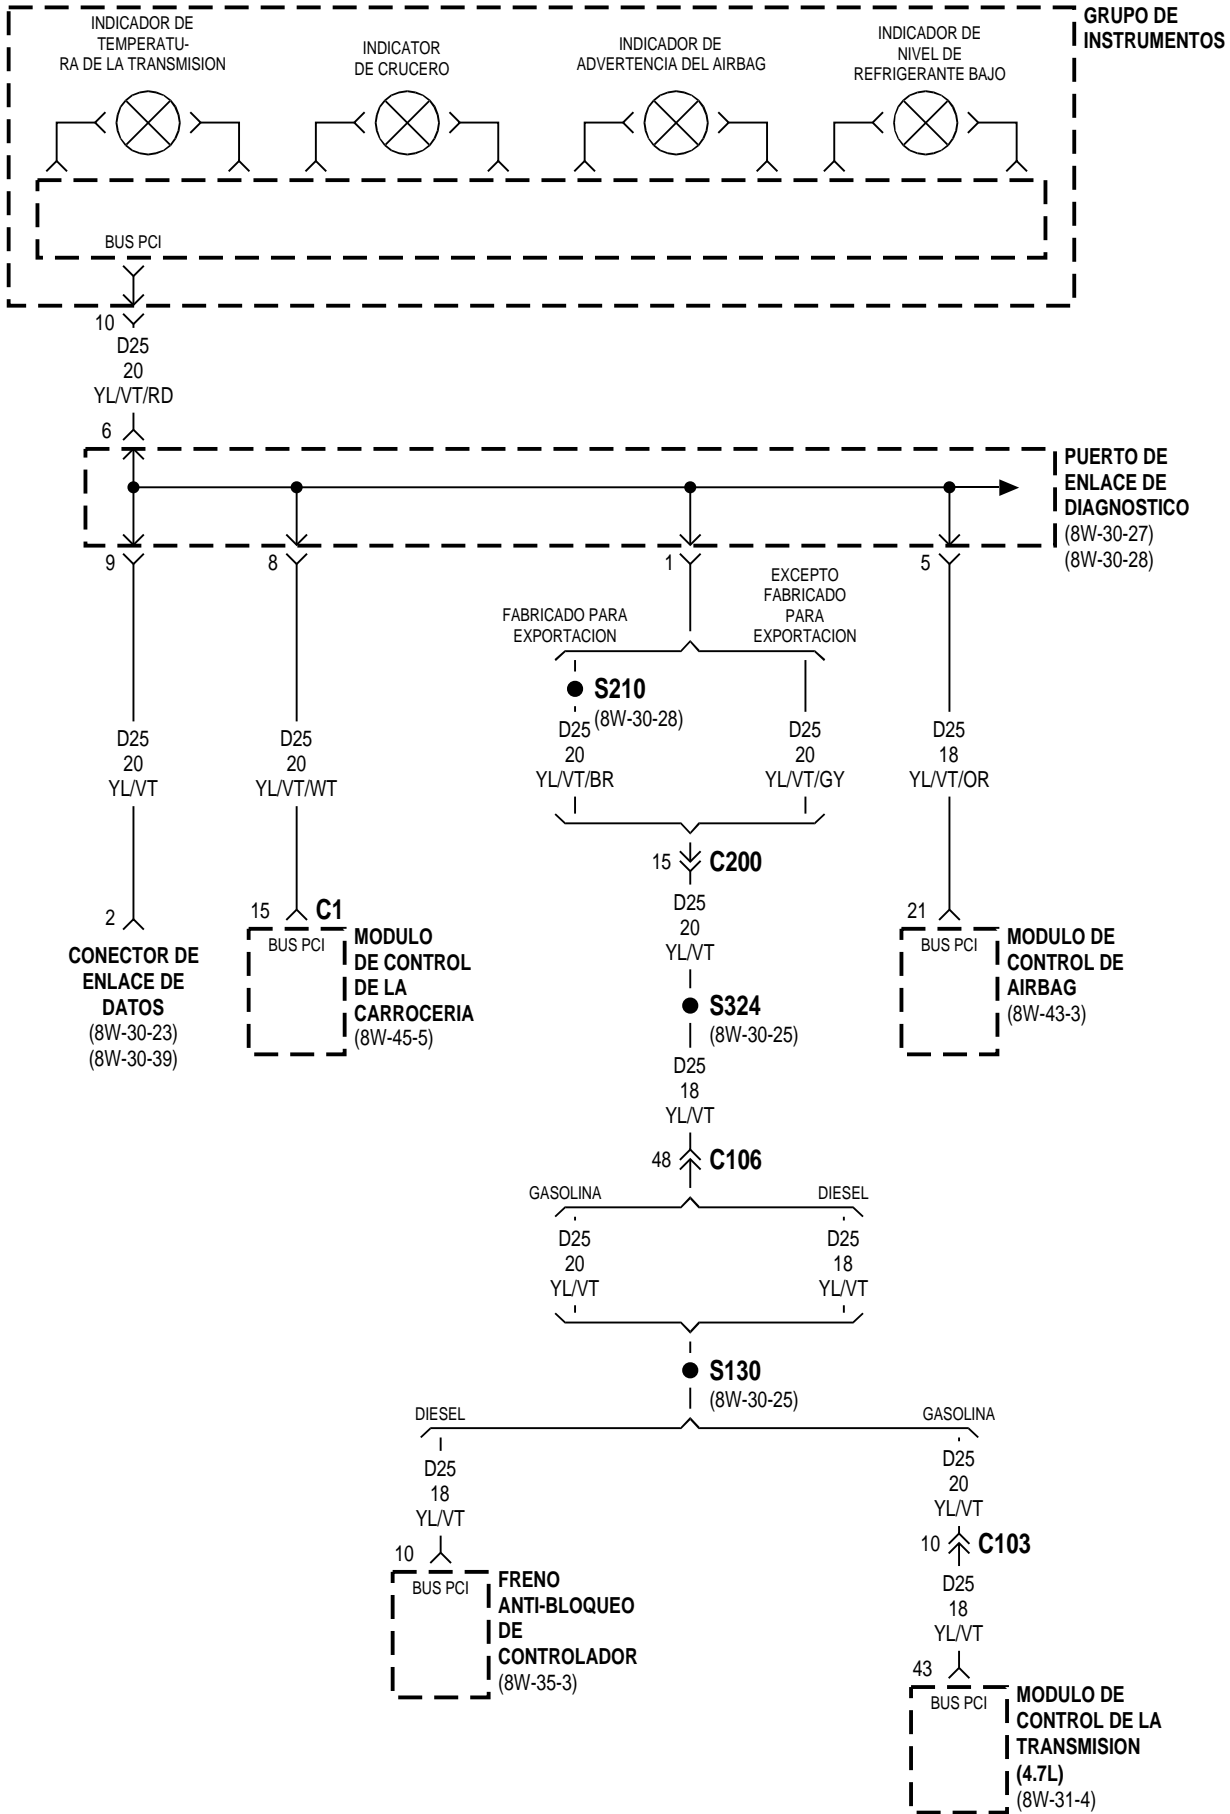 GRUPO DE
INSTRUMENTOS
INDICADOR DE
TEMPERATU-
RA DE LA TRANSMISION
INDICATOR
DE CRUCERO
INDICADOR DE
ADVERTENCIA DEL AIRBAG
INDICADOR DE
NIVEL DE
REFRIGERANTE BAJO
BUS PCI
10
D25
20
YL/VT/RD
6
PUERTO DE
ENLACE DE
DIAGNOSTICO
(8W-30-27)
(8W-30-28)
9
8
1
5
FABRICADO PARA
EXPORTACION
EXCEPTO
FABRICADO
PARA
EXPORTACION
S210
(8W-30-28)
D25
20
YL/VT
D25
20
YL/VT/WT
D25
20
YL/VT/BR
D25
20
YL/VT/GY
D25
18
YL/VT/OR
15 C200
2
CONECTOR DE
ENLACE DE
DATOS
(8W-30-23)
(8W-30-39)
15 C1
BUS PCI
MODULO
DE CONTROL
DE LA
CARROCERIA
(8W-45-5)
D25
20
YL/VT
21
BUS PCI
MODULO DE
CONTROL DE
AIRBAG
(8W-43-3)
S324
(8W-30-25)
D25
18
YL/VT
48 C106
GASOLINA
DIESEL
D25
20
YL/VT
D25
18
YL/VT
S130
(8W-30-25)
DIESEL
GASOLINA
D25
18
YL/VT
10
BUS PCI
FRENO
ANTI-BLOQUEO
DE
CONTROLADOR
(8W-35-3)
D25
20
YL/VT
10 C103
D25
18
YL/VT
43
BUS PCI
MODULO DE
CONTROL DE LA
TRANSMISION
(4.7L)
(8W-31-4)